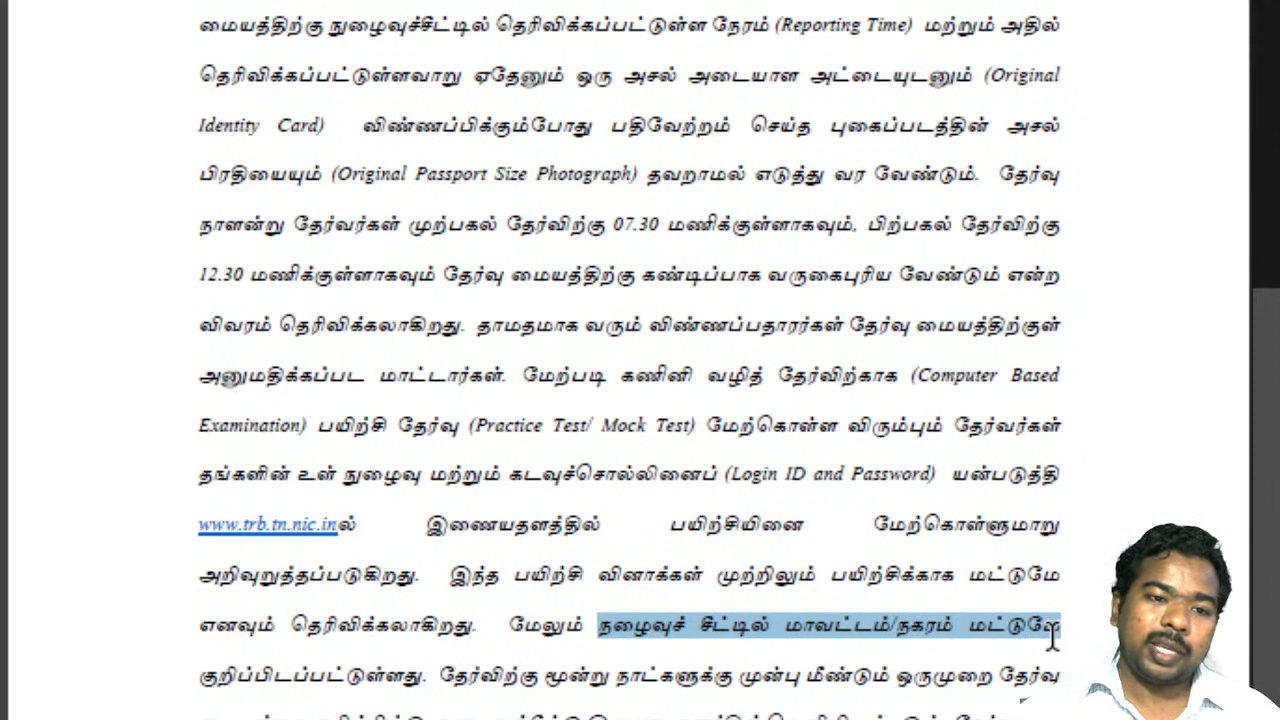 மையத்திற்கு நுழைவுச்சீட்டில் தெரிவிக்கப்பட்டுள்ள நேரம் (Reporting Time) மற்றும் அதில்
தெரிவிக்கப்பட்டுள்ளவாறு ஏதேனும் ஒரு அசல் அடையாள அட்டையுடனும் (Original
Identity Card) விண்ணப்பிக்கும்போது பதிவேற்றம் செய்த புகைப்படத்தின் அசல்
பிரதியையும் (Original Passport Size Photograph) தவறாமல் எடுத்து வர வேண்டும். தேர்வு
நாளன்று தேர்வர்கள் முற்பகல் தேர்விற்கு 07.30 மணிக்குள்ளாகவும், பிற்பகல் தேர்விற்கு
12.30 மணிக்குள்ளாகவும் தேர்வு மையத்திற்கு கண்டிப்பாக வருகைபுரிய வேண்டும் என்ற
விவரம் தெரிவிக்கலாகிறது. தாமதமாக வரும் விண்ணப்பதாரர்கள் தேர்வு மையத்திற்குள்
அனுமதிக்கப்பட மாட்டார்கள். மேற்படி கணினி வழித் தேர்விற்காக (Computer Based
Examination) பயிற்சி தேர்வு (Practice Test/ Mock Test) மேற்கொள்ள விரும்பும் தேர்வர்கள்
தங்களின் உள் நுழைவு மற்றும் கடவுச்சொல்லினைப் (Login ID and Password) யன்படுத்தி
www.trb.tn.nic.inல் இணையதளத்தில் பயிற்சியினை மேற்கொள்ளுமாறு
அறிவுறுத்தப்படுகிறது. இந்த பயிற்சி வினாக்கள் முற்றிலும் பயிற்சிக்காக மட்டுமே
எனவும் தெரிவிக்கலாகிறது. மேலும் நழைவுச் சீட்டில் மாவட்டம்/நகரம் மட்டுமே
குறிப்பிடப்பட்டுள்ளது. தேர்விற்கு மூன்று நாட்களுக்கு முன்பு மீண்டும் ஒருமுறை தேர்வு